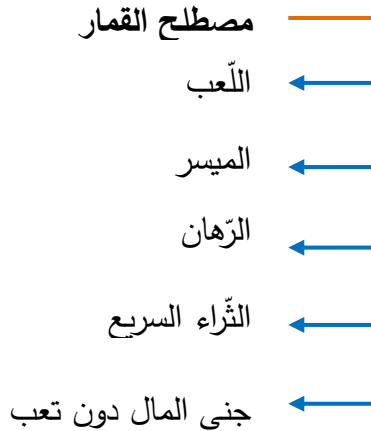 مصطلح القمار
اللّعب
الميسر
الرّهان
الثّراء السريع
جنى المال دون تعب